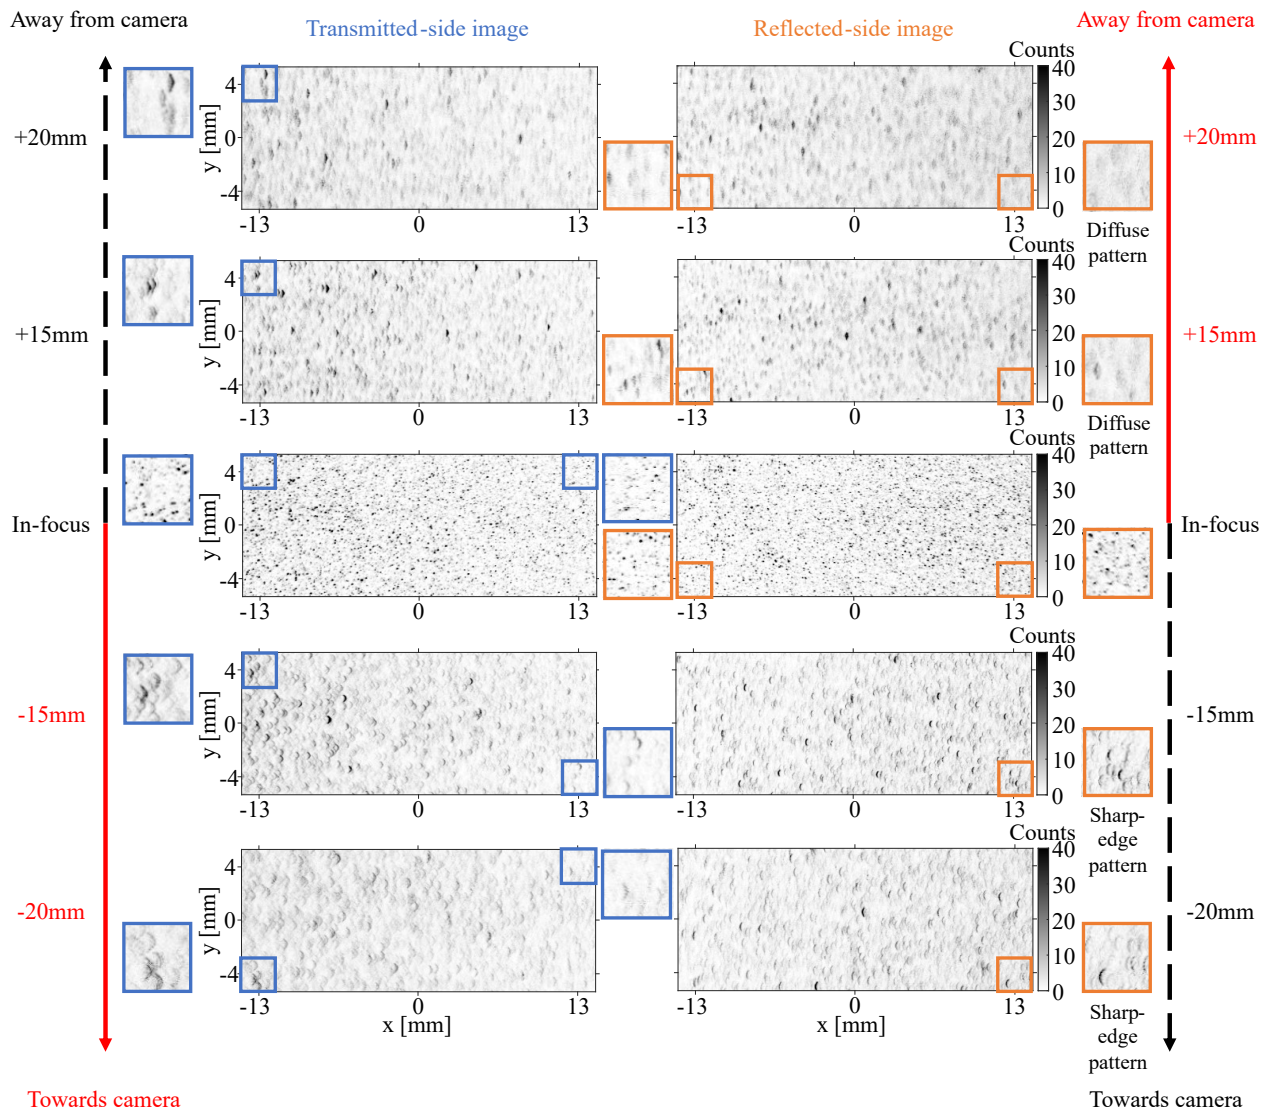 Away from camera
Transmitted-side image
Reflected-side image
Away from camera
Counts
4
0
-4
y [mm]
-13
0
13
-13
0
13
40
30
20
10
0
+20mm
+20mm
Diffuse
pattern
Counts
4
0
-4
y [mm]
-13
0
13
-13
0
13
40
30
20
10
0
+15mm
+15mm
Diffuse
pattern
Counts
4
0
-4
y [mm]
-13
0
13
-13
0
13
40
30
20
10
0
In-focus
In-focus
Counts
4
0
-4
y [mm]
-13
0
13
-13
0
13
40
30
20
10
0
-15mm
-15mm
Sharp-
edge
pattern
Counts
4
0
-4
y [mm]
-13
0
13
-13
0
13
x [mm]
x [mm]
40
30
20
10
0
-20mm
-20mm
Sharp-
edge
pattern
Towards camera
Towards camera